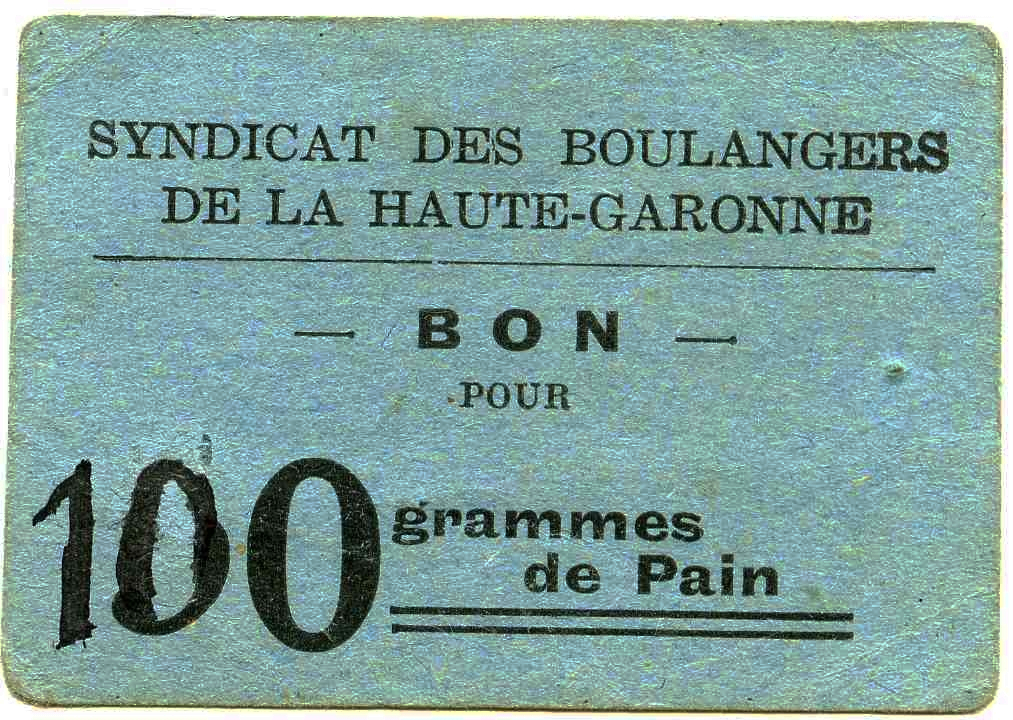 SYNDICAT DES BOULANGERS
DE LA HAUTE-GARONNE
— BON —
POUR
100 grammes
de Pain